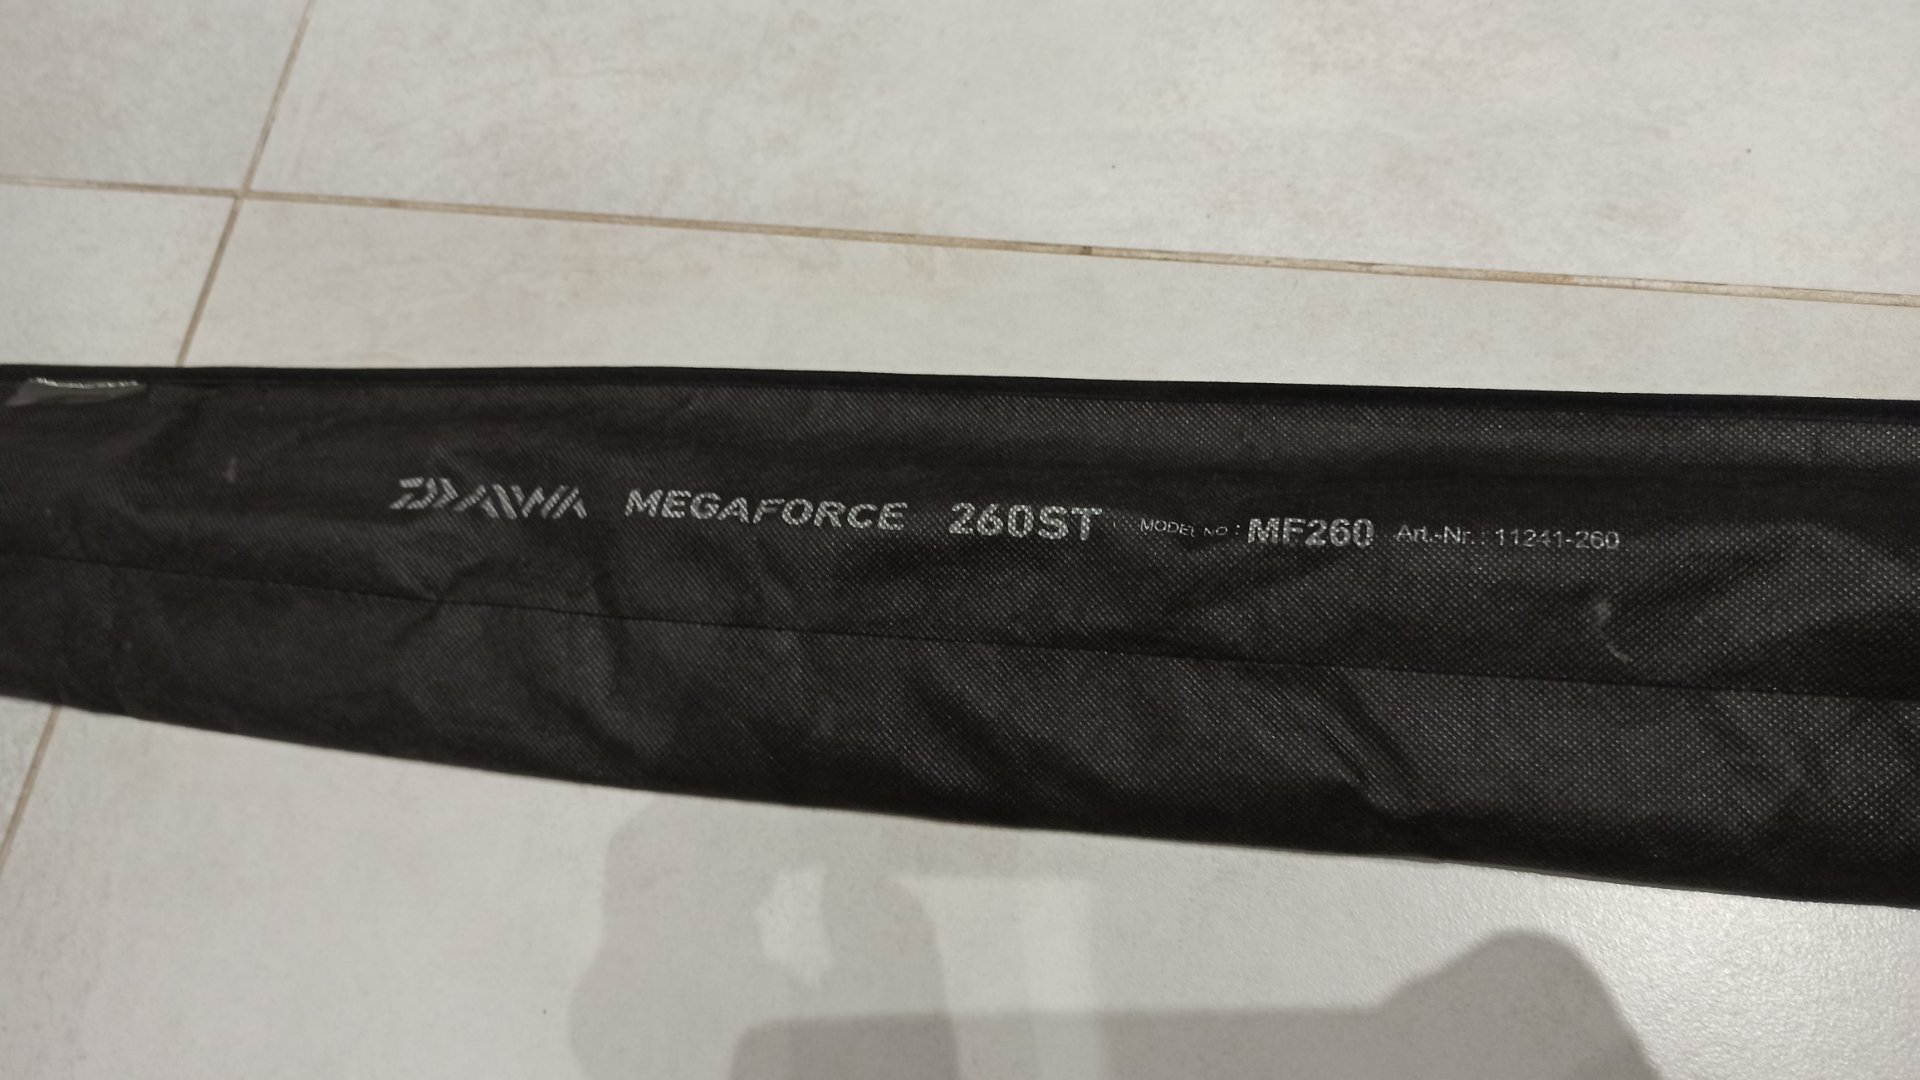 DAIWA MEGAFORCE 260ST MODEL NO : MF260 Art.-Nr. : 11241-260